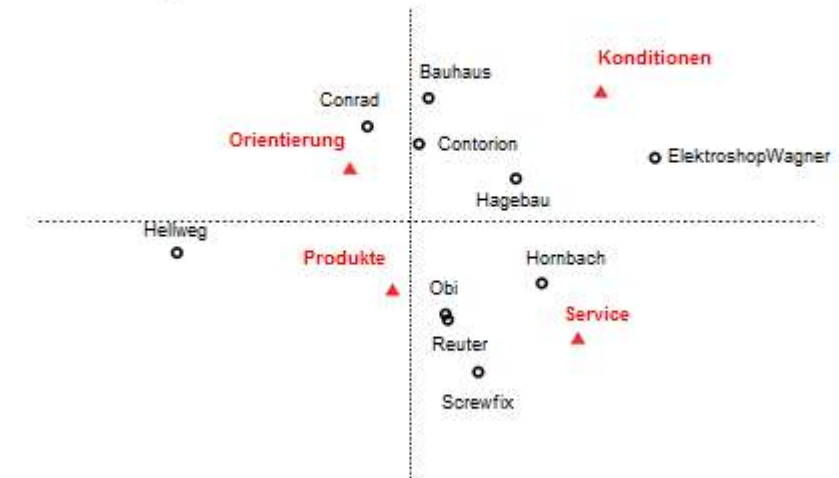 Konditionen
Bauhaus
Conrad
Orientierung
Contorion
ElektroshopWagner
Hagebau
Hellweg
Produkte
Hornbach
Obi
Service
Reuter
Screwfix